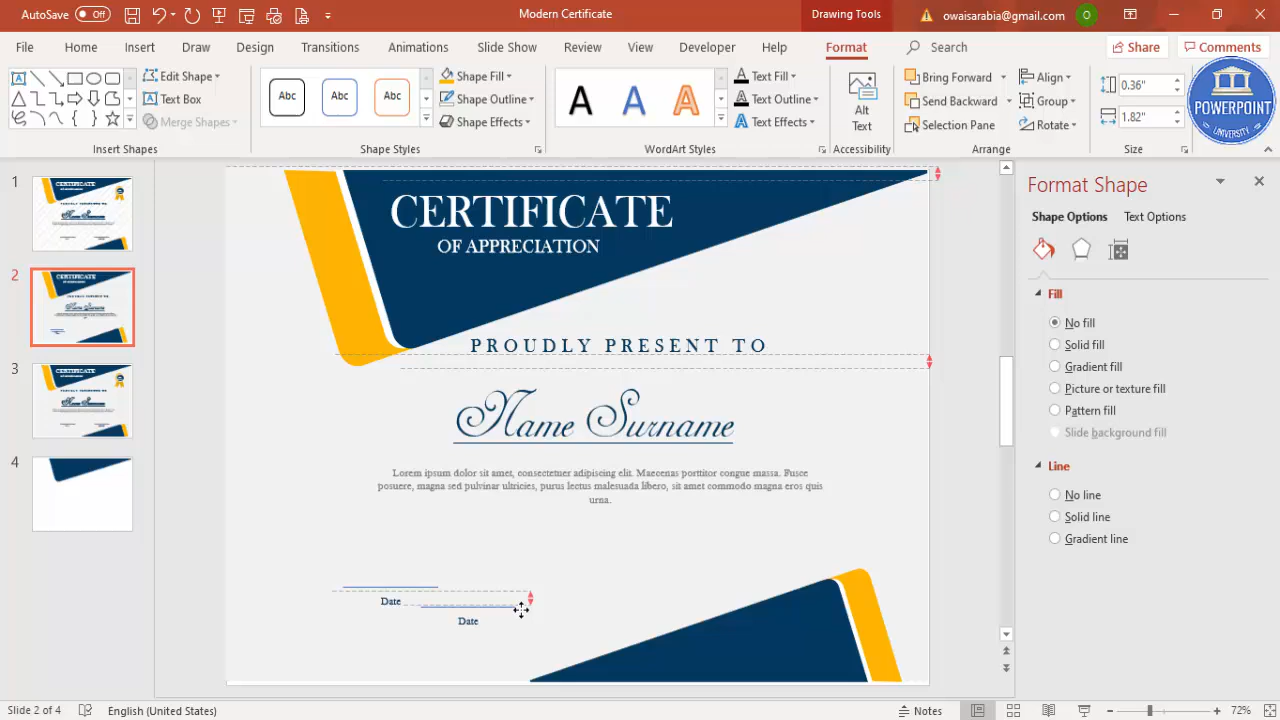 AutoSave Off Modern Certificate Drawing Tools owaisarabia@gmail.com O
File Home Insert Draw Design Transitions Animations Slide Show Review View Developer Help Format Search Share Comments
Edit Shape
Text Box
Merge Shapes
Insert Shapes
Abc Abc Abc
Shape Fill
Shape Outline
Shape Effects
Shape Styles
A A A
Text Fill
Text Outline
Text Effects
WordArt Styles
Alt
Text
Accessibility
Bring Forward
Send Backward
Selection Pane
Align
Group
Rotate
Arrange
0.36"
1.82"
Size
POWERPOINT
UNIVERSITY
1
2
3
4
CERTIFICATE
OF APPRECIATION
PROUDLY PRESENT TO
Name Surname
Lorem ipsum dolor sit amet, consectetuer adipiscing elit. Maecenas porttitor congue massa. Fusce
posuere, magna sed pulvinar ultricies, purus lectus malesuada libero, sit amet commodo magna eros quis
urna.
Date
Date
Format Shape
Shape Options Text Options
Fill
No fill
Solid fill
Gradient fill
Picture or texture fill
Pattern fill
Slide background fill
Line
No line
Solid line
Gradient line
Slide 2 of 4 English (United States) Notes 72%